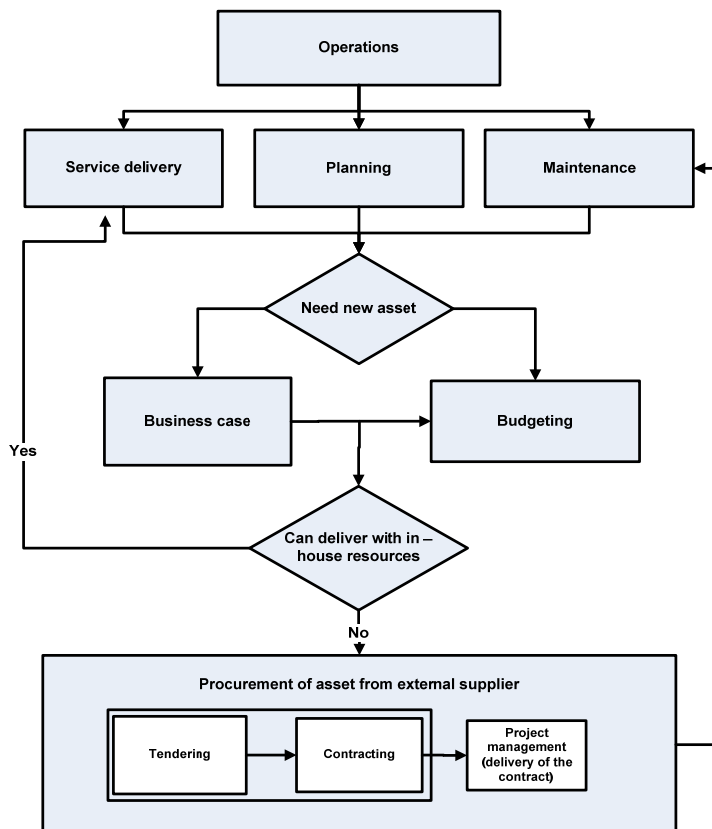 Operations
Service delivery
Planning
Maintenance
Need new asset
Business case
Budgeting
Yes
Can deliver with in –
house resources
No
Procurement of asset from external supplier
Tendering
Contracting
Project
management
(delivery of the
contract)